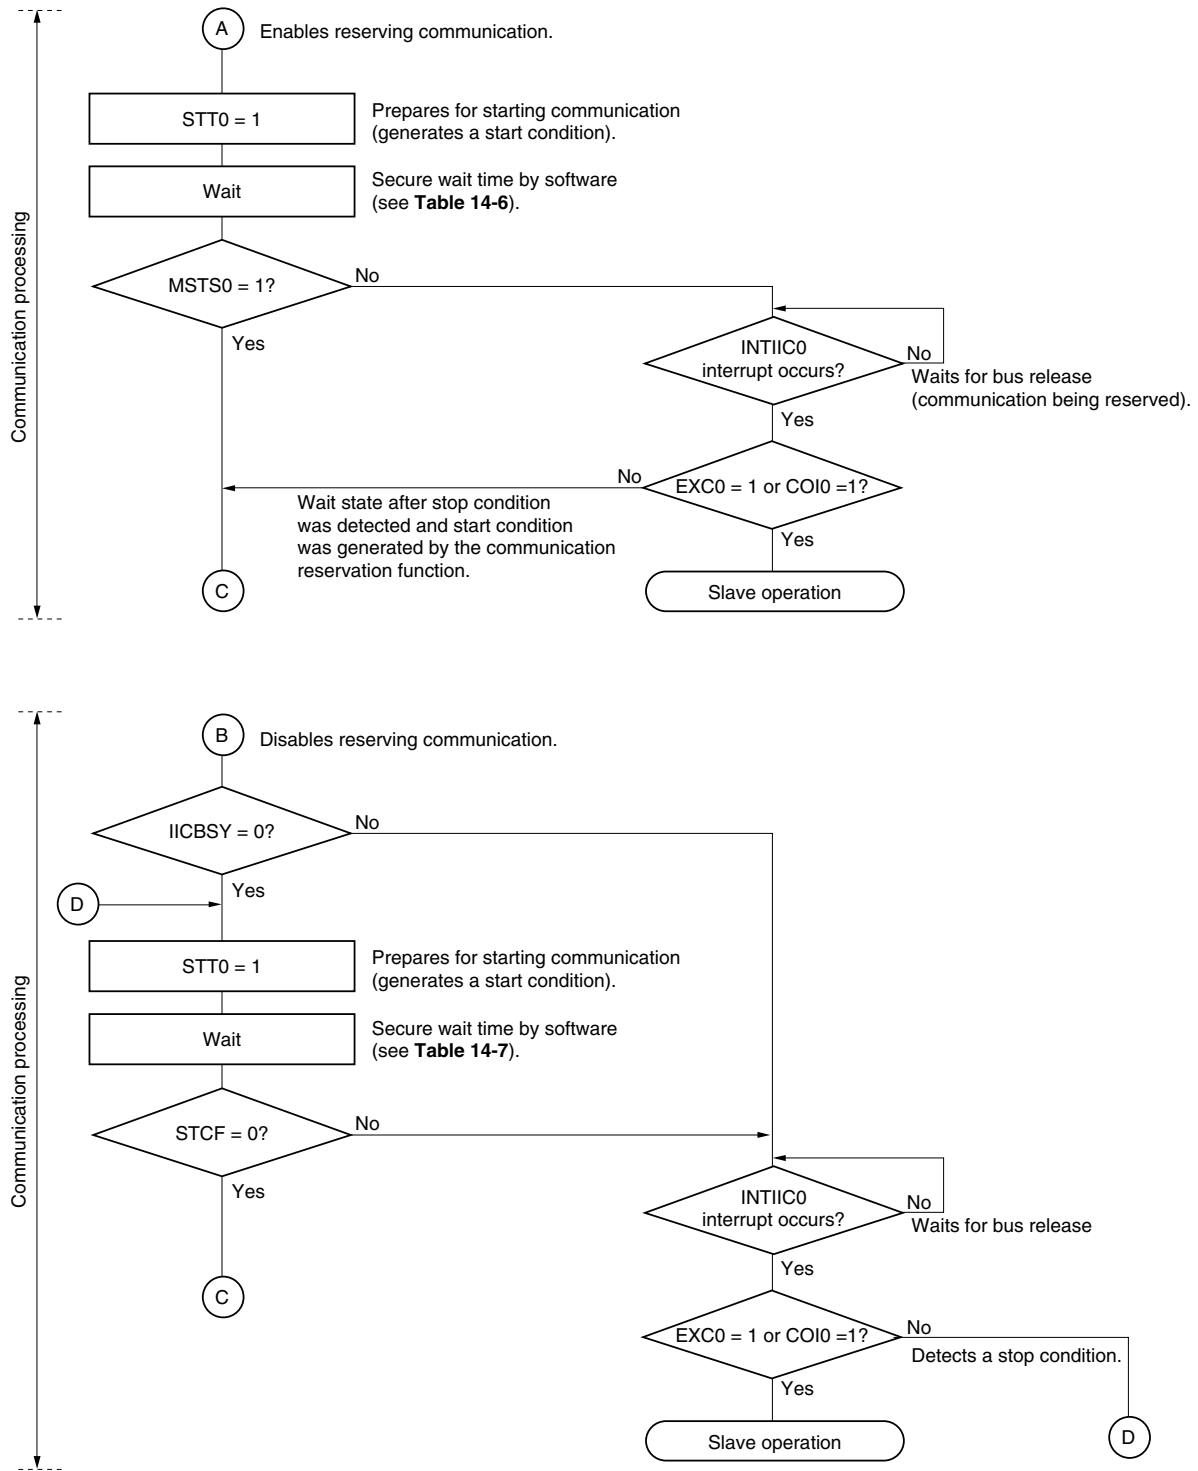 A
Enables reserving communication.
STT0 = 1
Prepares for starting communication
(generates a start condition).
Wait
Secure wait time by software
(see Table 14-6).
Communication processing
MSTS0 = 1?
No
Yes
INTIIC0
interrupt occurs?
No
Waits for bus release
(communication being reserved).
Yes
EXC0 = 1 or COI0 =1?
No
Wait state after stop condition
was detected and start condition
was generated by the communication
reservation function.
Yes
C
Slave operation
B
Disables reserving communication.
IICBSY = 0?
No
Yes
D
STT0 = 1
Prepares for starting communication
(generates a start condition).
Wait
Secure wait time by software
(see Table 14-7).
Communication processing
STCF = 0?
No
Yes
INTIIC0
interrupt occurs?
No
Waits for bus release
Yes
C
EXC0 = 1 or COI0 =1?
No
Detects a stop condition.
Yes
Slave operation
D